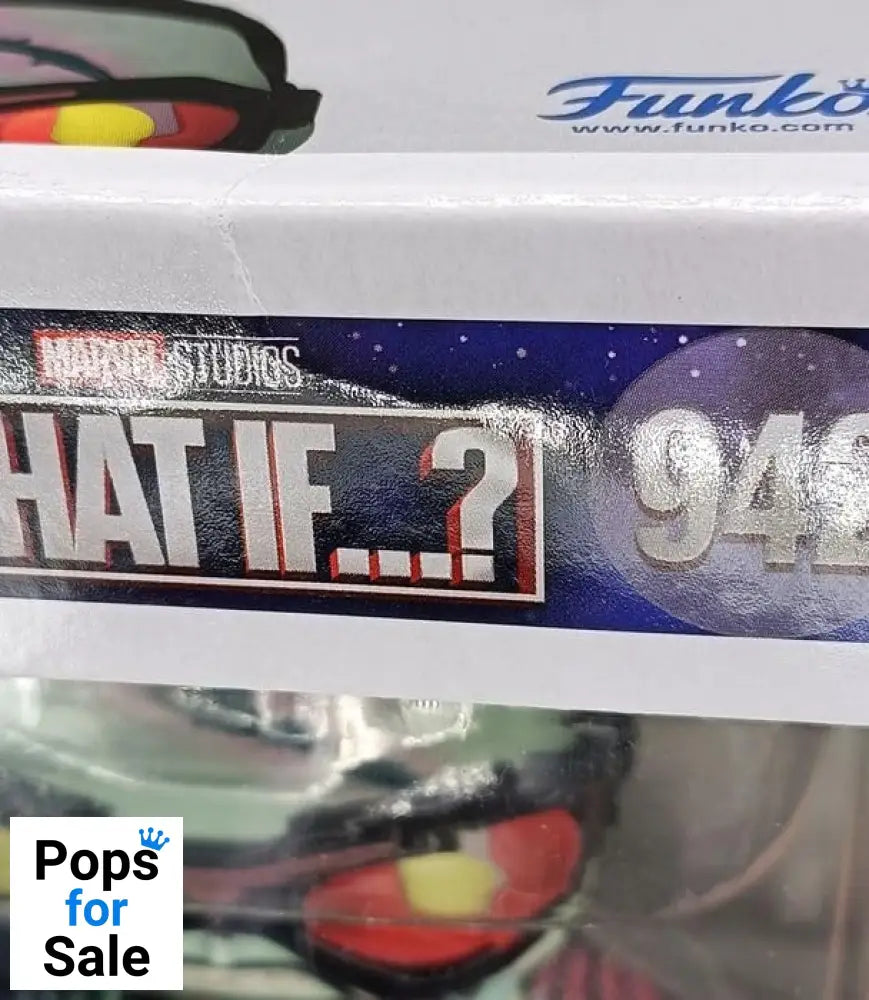 Funko
www.funko.com
MARVEL STUDIOS
HAT IF...?
94
Pops
for
Sale